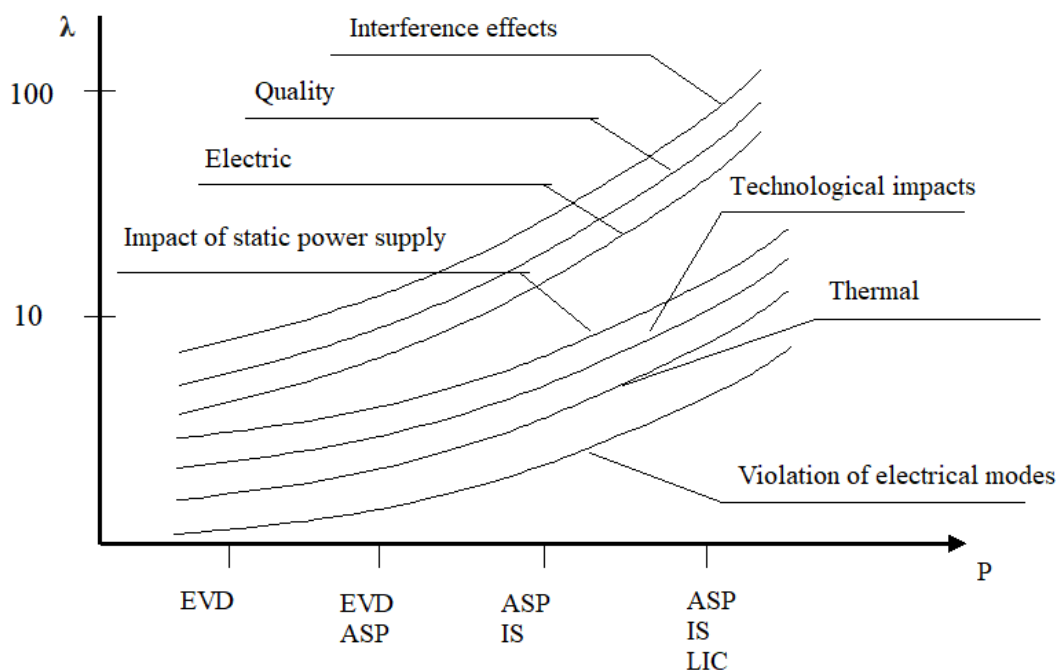 λ
Interference effects
100
Quality
Electric
Technological impacts
Impact of static power supply
Thermal
10
Violation of electrical modes
P
EVD
EVD
ASP
ASP
IS
ASP
IS
LIC